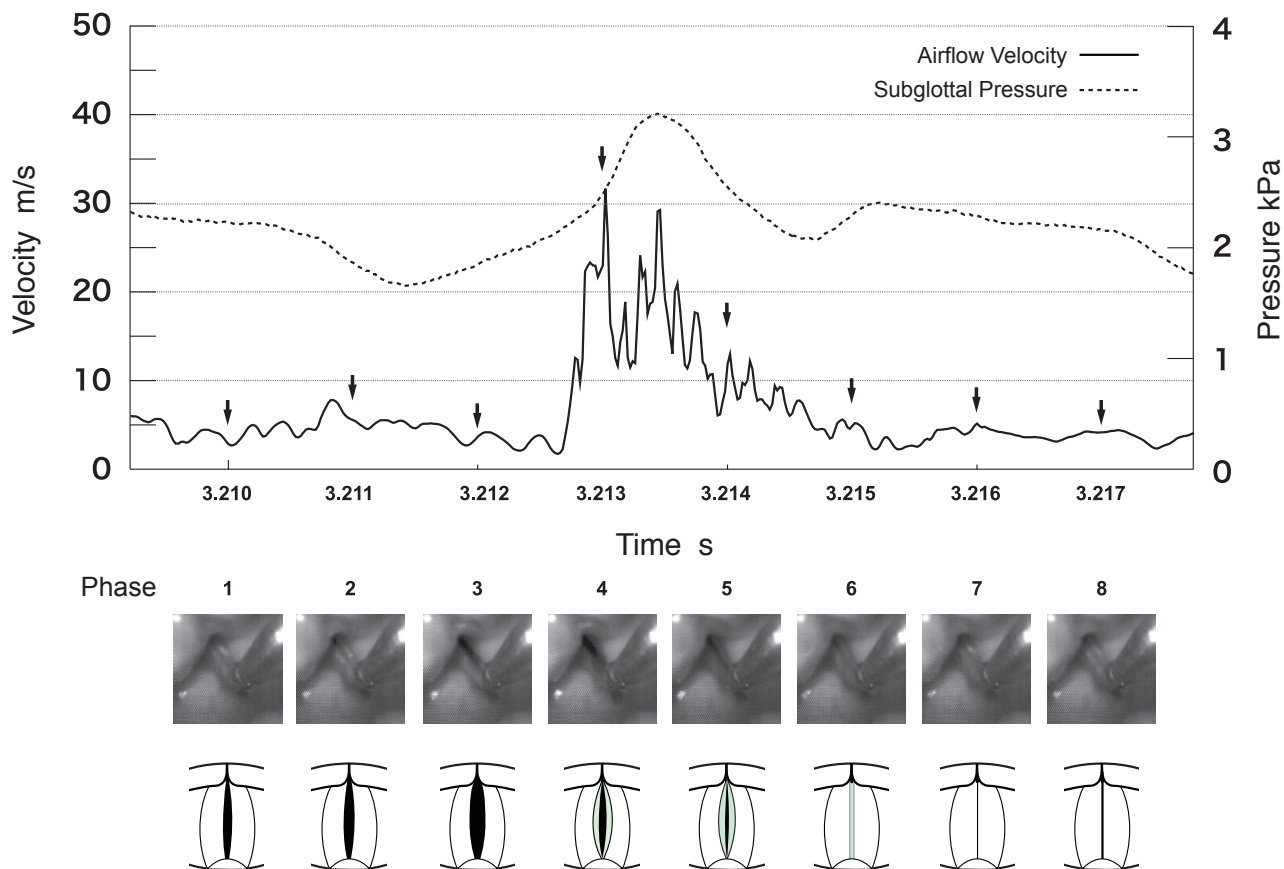 50
40
30
20
10
0
Velocity m/s
4
3
2
1
0
Pressure kPa
Airflow Velocity
Subglottal Pressure
3.210 3.211 3.212 3.213 3.214 3.215 3.216 3.217
Time s
Phase 1 2 3 4 5 6 7 8